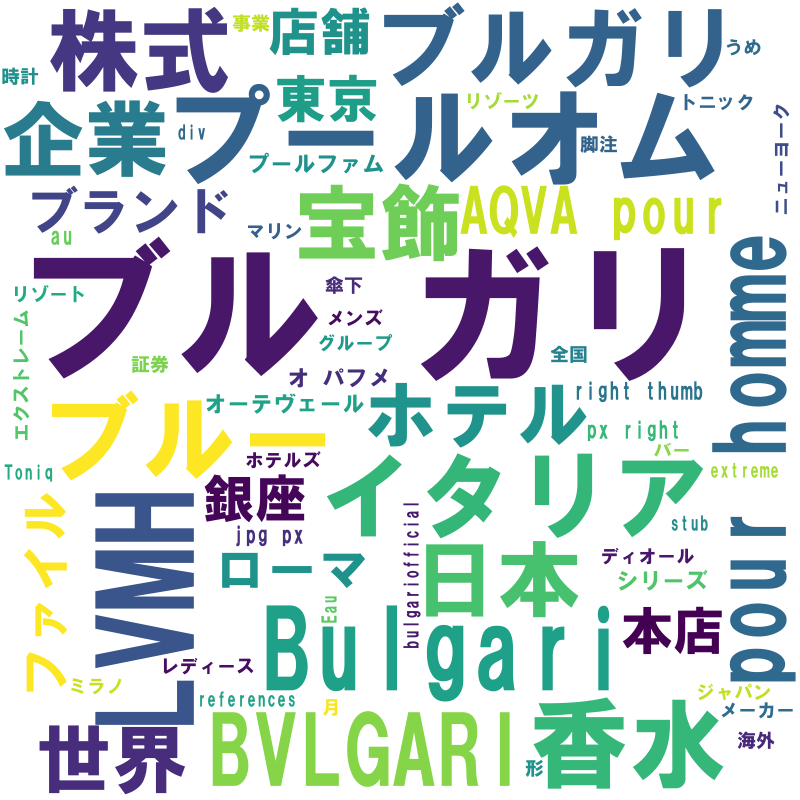 株式
事業
店舗
ブルガリ
うめ
時計
企業
div
プールオム
東京
リゾーツ
トニック
脚注
プールファム
ニューヨーク
ブランド
au
マリン
宝飾
AQVA pour
ブルガリ
リゾート
傘下
メンズ
グループ
証券
全国
オ パフメ
エクストレーム
pour homme
ブルー
オーテヴェール
ホテル
right thumb
px right
バー
Toniq
ホテルズ
イタリア
extreme
銀座
jpg px
stub
ファイル
LVMH
ローマ
bulgariofficial
日本
ディオール
シリーズ
Eau
Bulgari
本店
レディース
ミラノ
references
月
ジャパン
メーカー
世界
BVLGARI
形
香水
海外